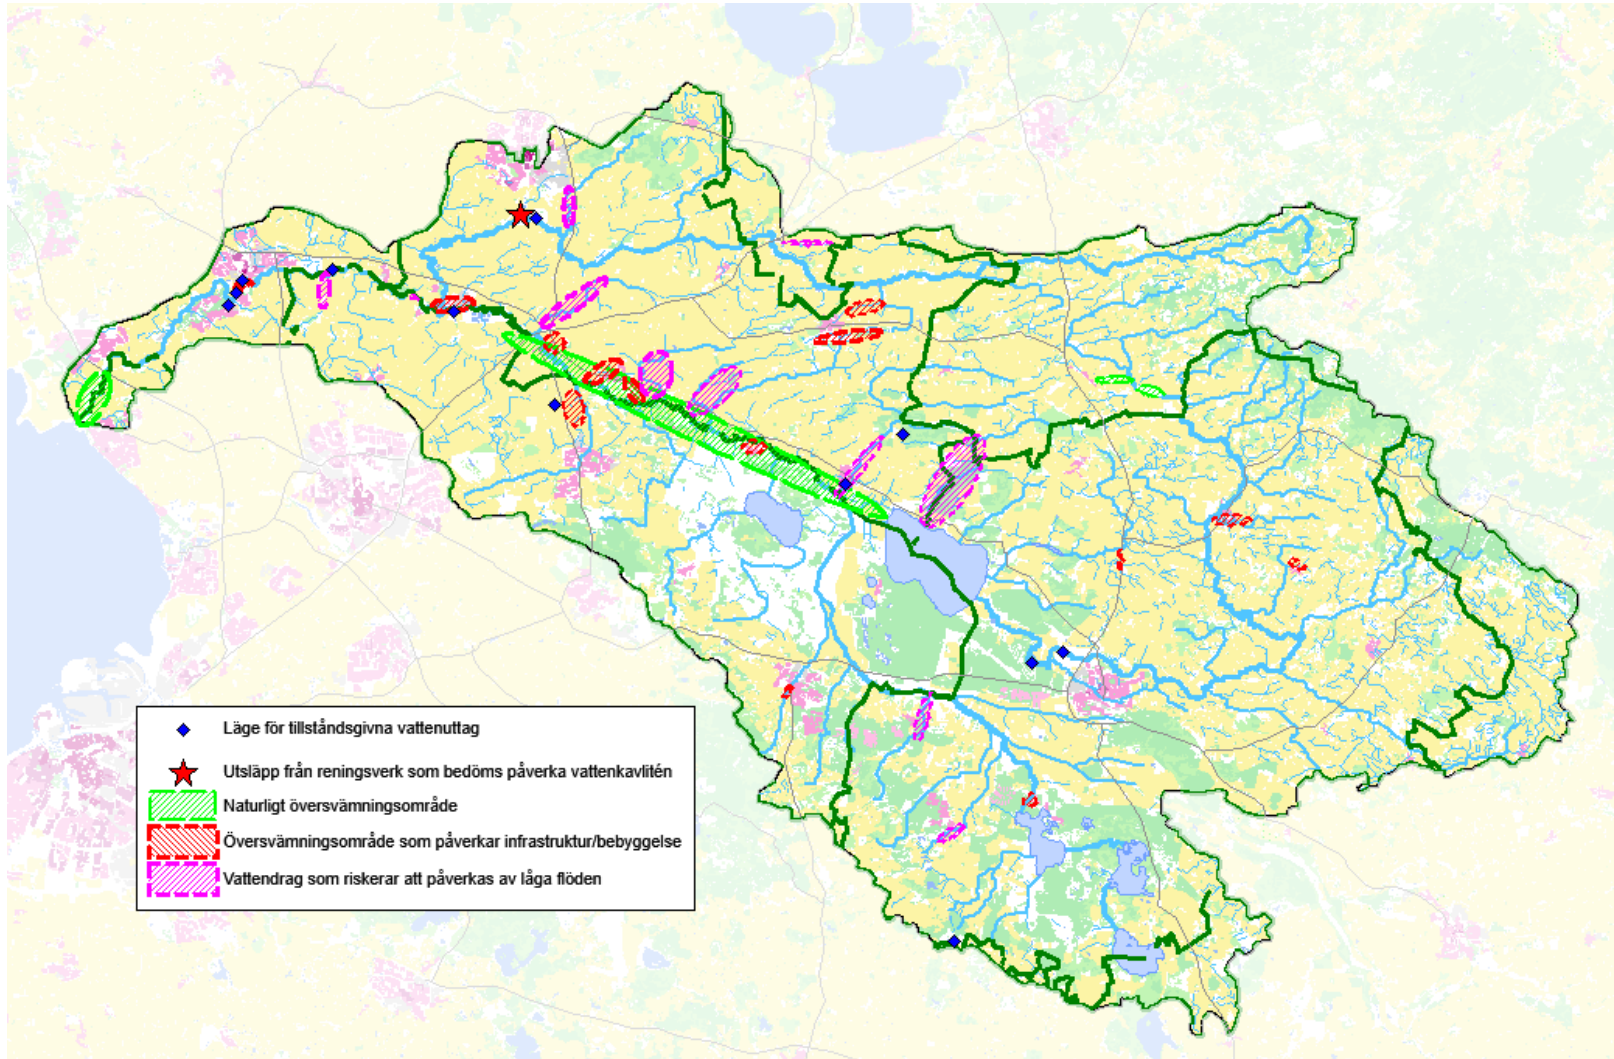 Läge för tillståndsgivna vattenuttag
Utsläpp från reningsverk som bedöms påverka vattenkavlitén
Naturligt översvämningsområde
Översvämningsområde som påverkar infrastruktur/bebyggelse
Vattendrag som riskerar att påverkas av låga flöden